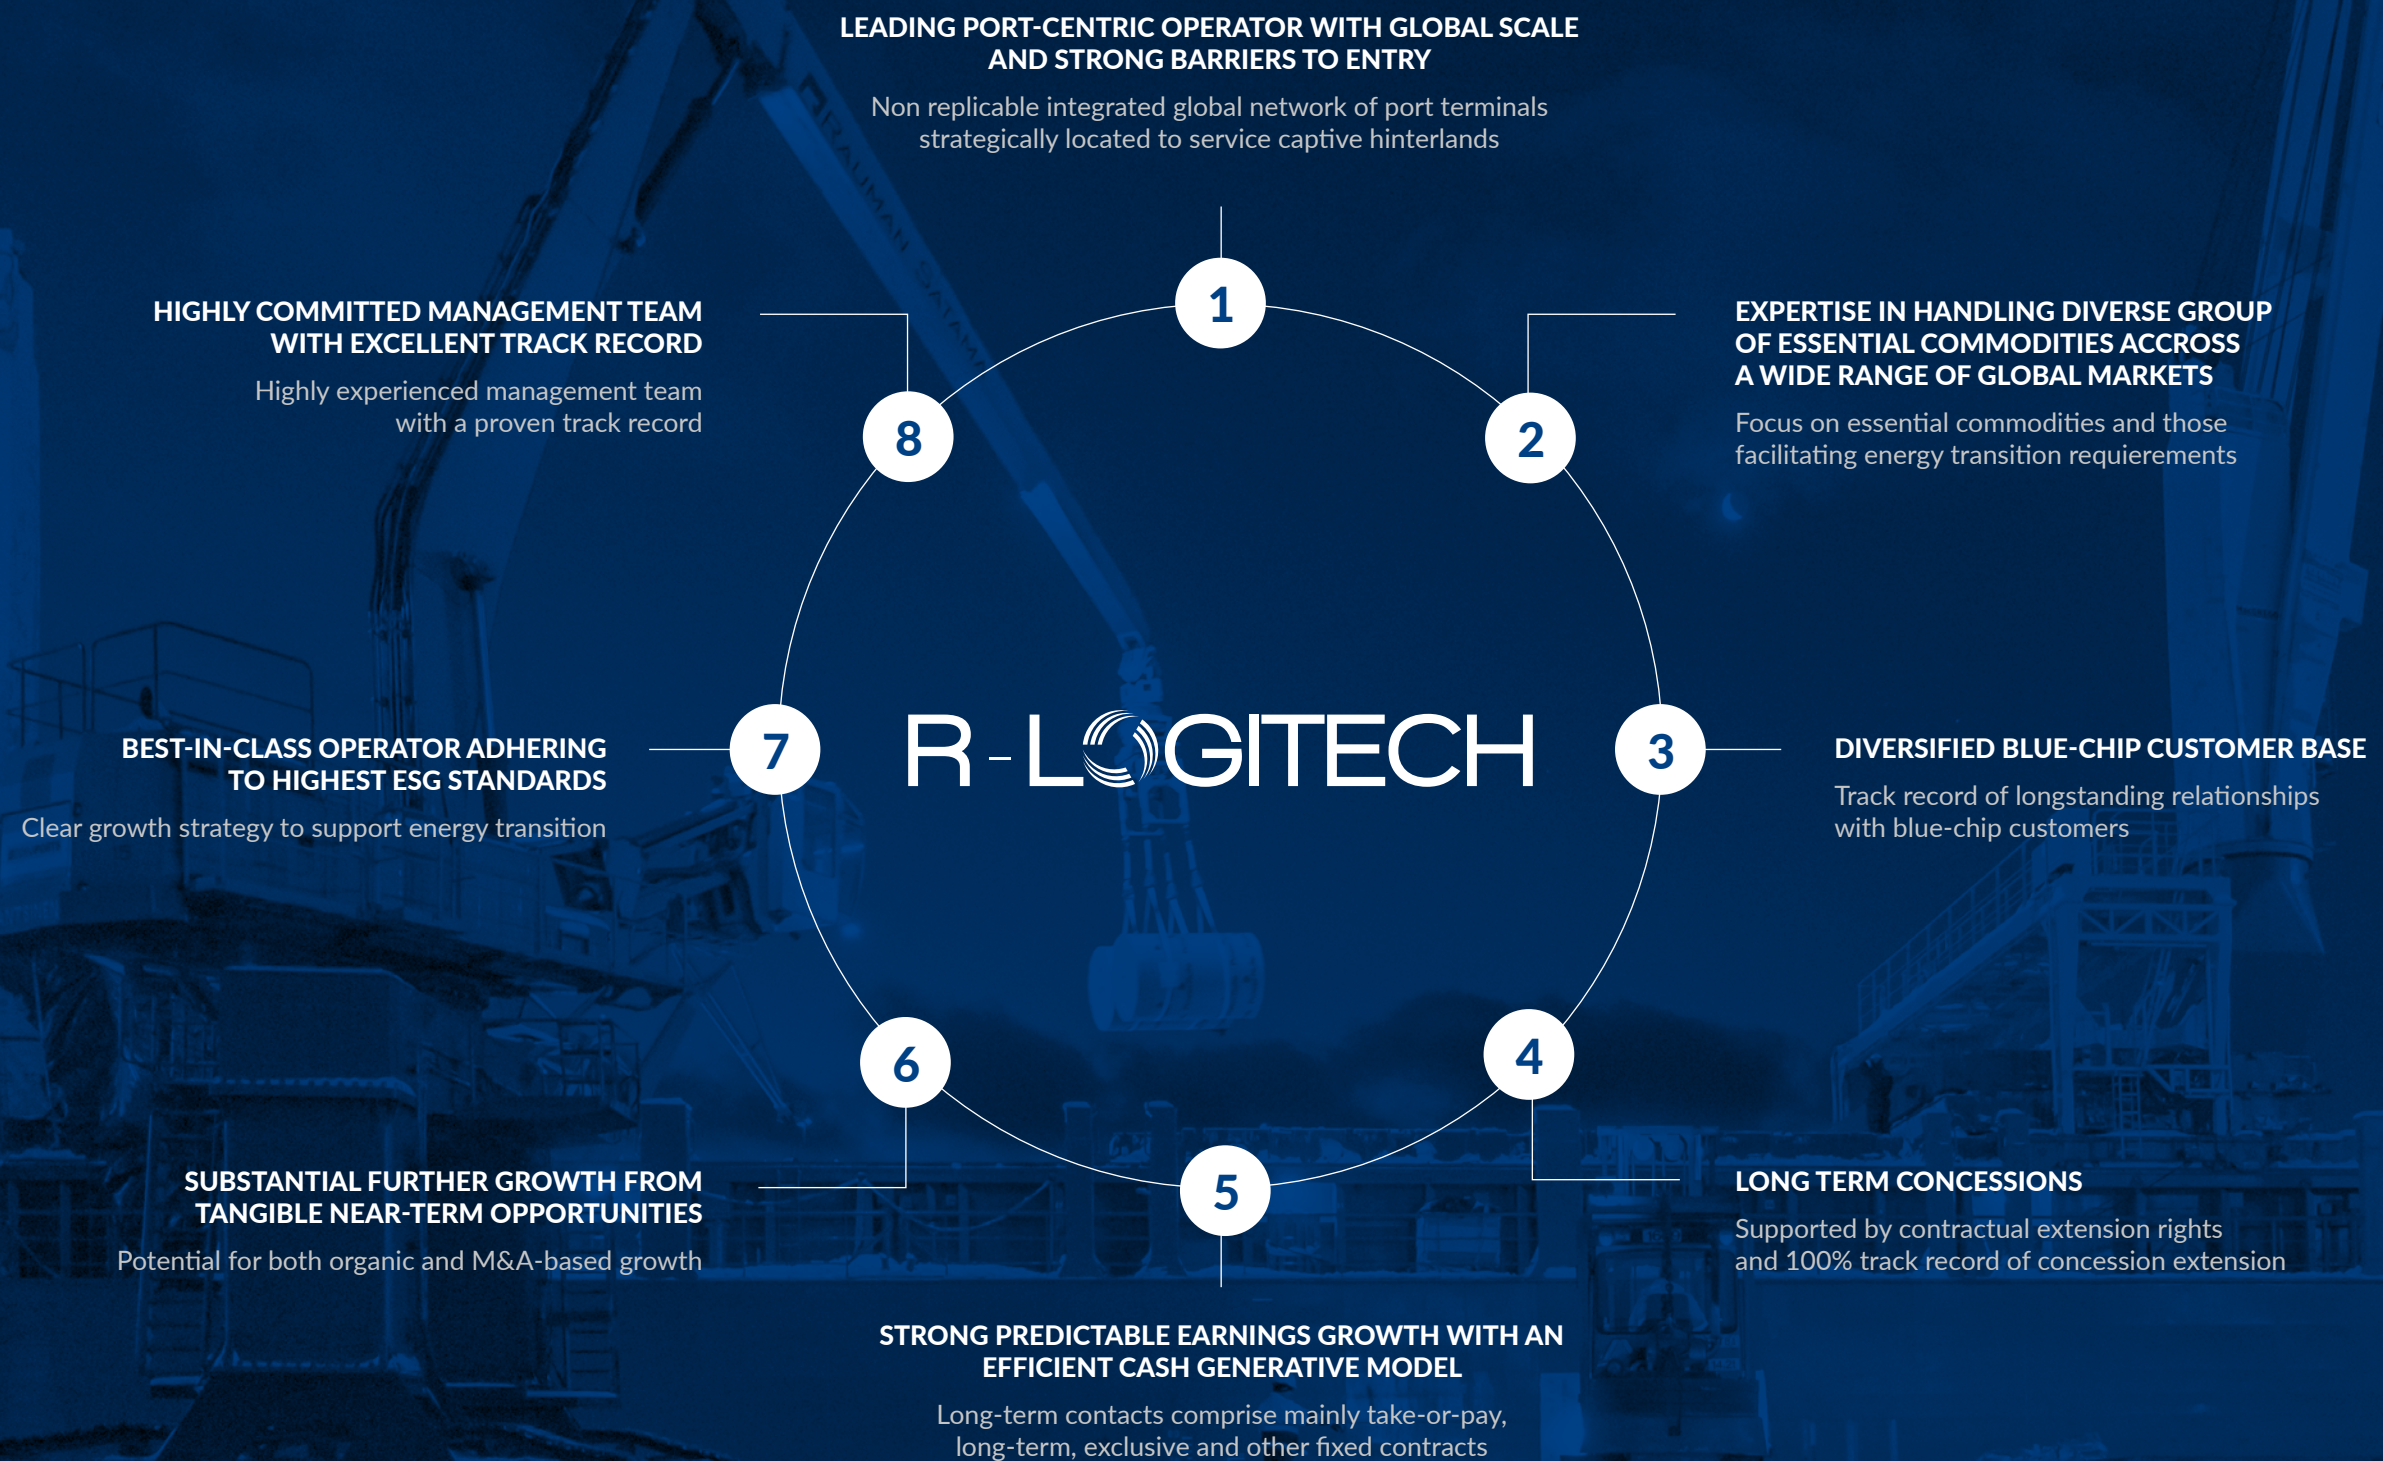 LEADING PORT-CENTRIC OPERATOR WITH GLOBAL SCALE
AND STRONG BARRIERS TO ENTRY
Non replicable integrated global network of port terminals
strategically located to service captive hinterlands
1
EXPERTISE IN HANDLING DIVERSE GROUP
OF ESSENTIAL COMMODITIES ACCROSS
A WIDE RANGE OF GLOBAL MARKETS
Focus on essential commodities and those
facilitating energy transition requierements
2
DIVERSIFIED BLUE-CHIP CUSTOMER BASE
Track record of longstanding relationships
with blue-chip customers
3
LONG TERM CONCESSIONS
Supported by contractual extension rights
and 100% track record of concession extension
4
STRONG PREDICTABLE EARNINGS GROWTH WITH AN
EFFICIENT CASH GENERATIVE MODEL
Long-term contacts comprise mainly take-or-pay,
long-term, exclusive and other fixed contracts
5
SUBSTANTIAL FURTHER GROWTH FROM
TANGIBLE NEAR-TERM OPPORTUNITIES
Potential for both organic and M&A-based growth
6
BEST-IN-CLASS OPERATOR ADHERING
TO HIGHEST ESG STANDARDS
Clear growth strategy to support energy transition
7
HIGHLY COMMITTED MANAGEMENT TEAM
WITH EXCELLENT TRACK RECORD
Highly experienced management team
with a proven track record
8
R-LOGITECH
RAUMAN SATAMA